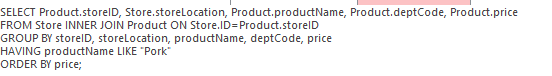 SELECT Product.storeID, Store.storeLocation, Product.productName, Product.deptCode, Product.price
FROM Store INNER JOIN Product ON Store.ID=Product.storeID
GROUP BY storeID, storeLocation, productName, deptCode, price
HAVING productName LIKE "Pork"
ORDER BY price;